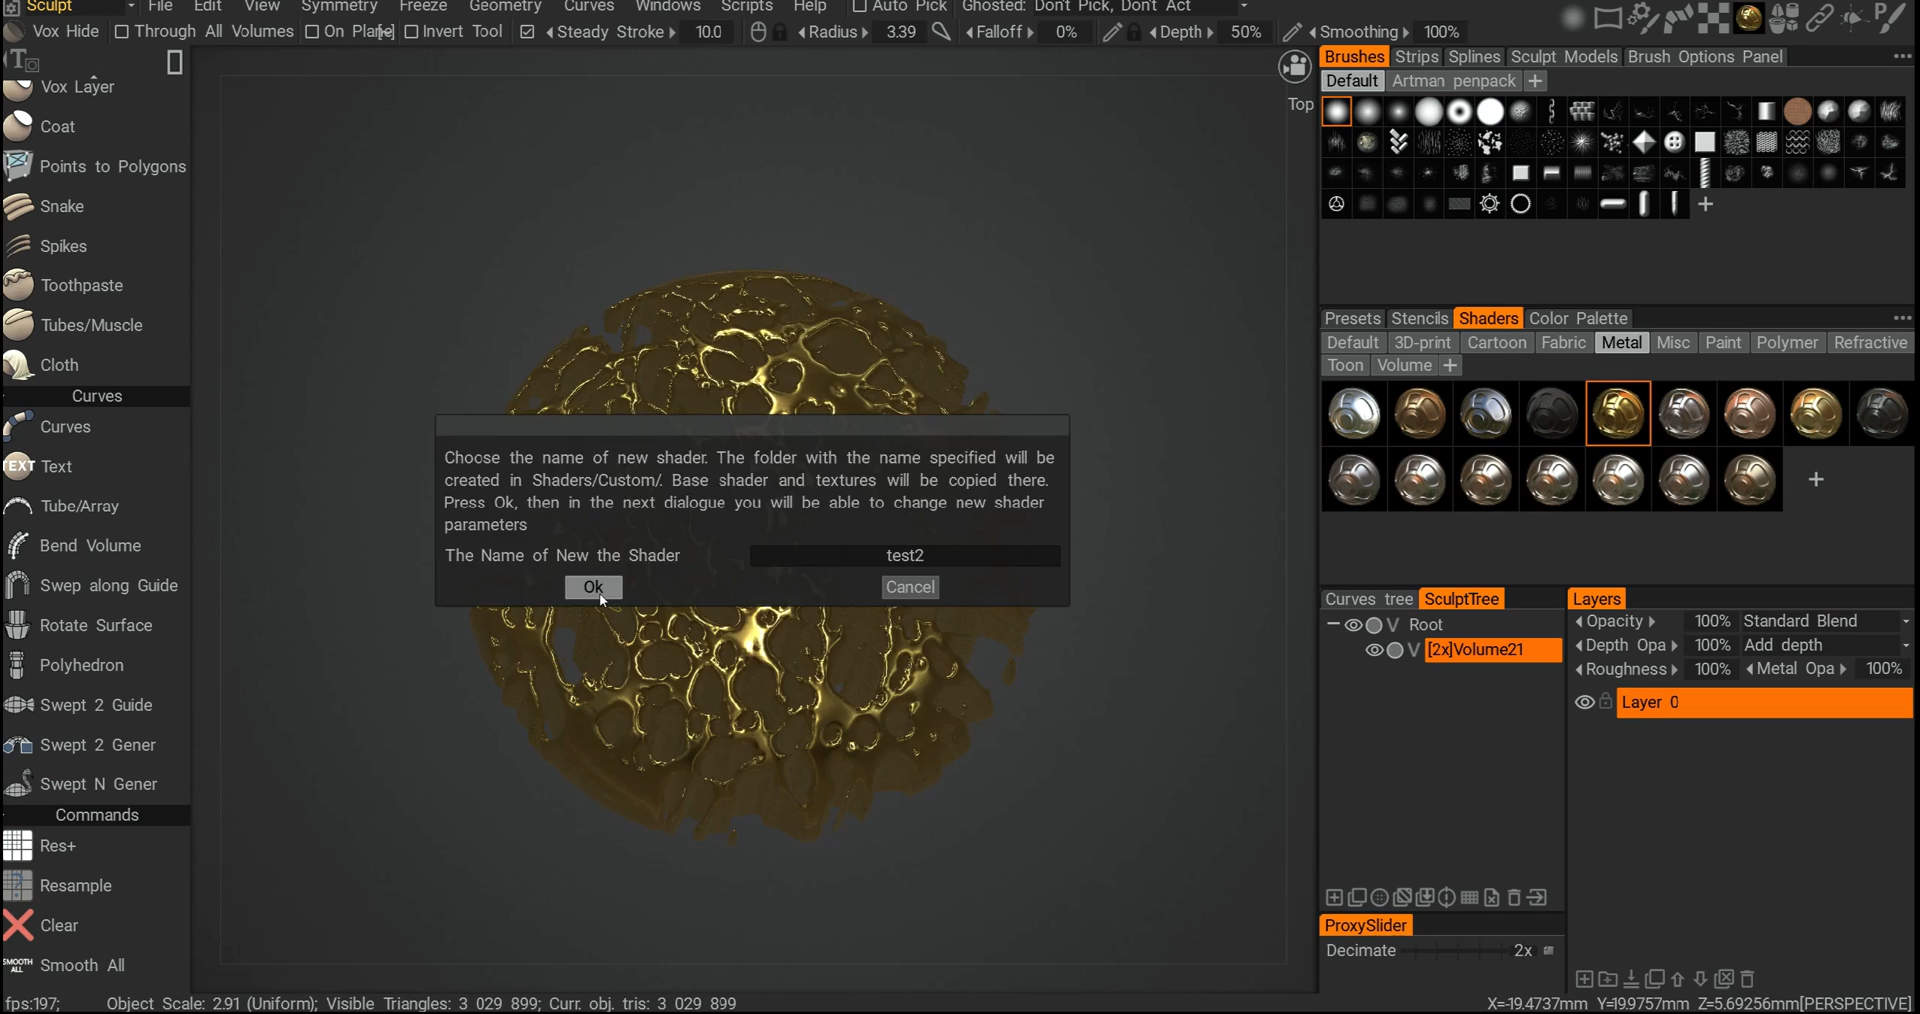 Sculpt File Edit View Symmetry Freeze Geometry Curves Windows Scripts Help Auto Pick Ghosted: Don't Pick, Don't Act
Vox Hide Through All Volumes On Plane Invert Tool Steady Stroke 10.0 Radius 3.39 Falloff 0% Depth 50% Smoothing 100%
Vox Layer
Coat
Points to Polygons
Snake
Spikes
Toothpaste
Tubes/Muscle
Cloth
Curves
Curves
TEXT Text
Tube/Array
Bend Volume
Swep along Guide
Rotate Surface
Polyhedron
Swept 2 Guide
Swept 2 Gener
Swept N Gener
Commands
Res+
Resample
Clear
SMOOTH ALL Smooth All
Top
Choose the name of new shader. The folder with the name specified will be
created in Shaders/Custom/. Base shader and textures will be copied there.
Press Ok, then in the next dialogue you will be able to change new shader
parameters
The Name of New the Shader test2
Ok Cancel
Brushes Strips Splines Sculpt Models Brush Options Panel
Default Artman penpack +
Presets Stencils Shaders Color Palette
Default 3D-print Cartoon Fabric Metal Misc Paint Polymer Refractive
Toon Volume +
Curves tree SculptTree
Root
V [2x]Volume21
ProxySlider
Decimate 2x
Layers
Opacity 100% Standard Blend
Depth Opa 100% Add depth
Roughness 100% Metal Opa 100%
Layer 0
fps:197; Object Scale: 2.91 (Uniform); Visible Triangles: 3 029 899; Curr. obj. tris: 3 029 899
X=-19.4737mm Y=19.9757mm Z=5.69256mm[PERSPECTIVE]